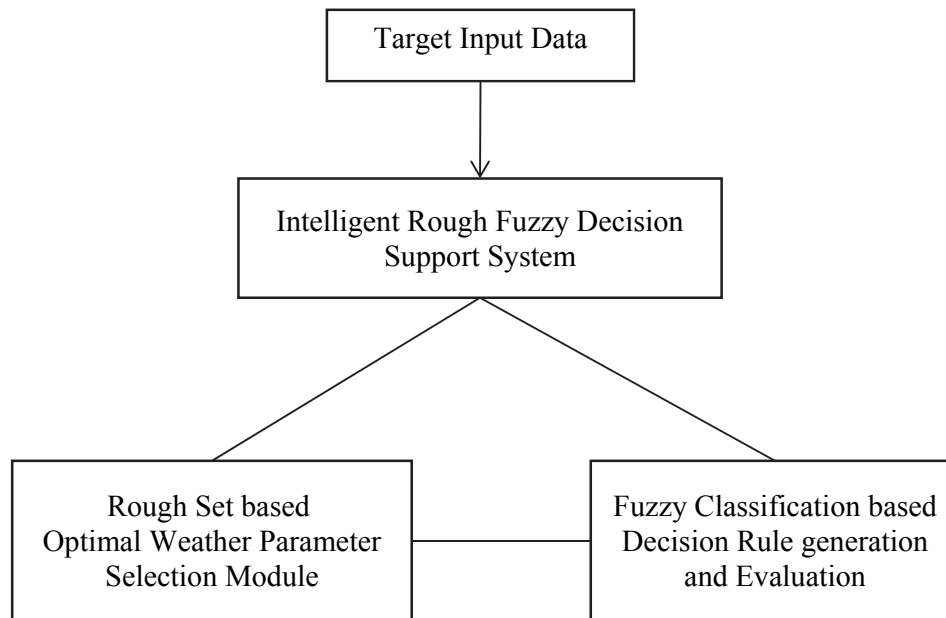 Target Input Data
Intelligent Rough Fuzzy Decision
Support System
Rough Set based
Optimal Weather Parameter
Selection Module
Fuzzy Classification based
Decision Rule generation
and Evaluation